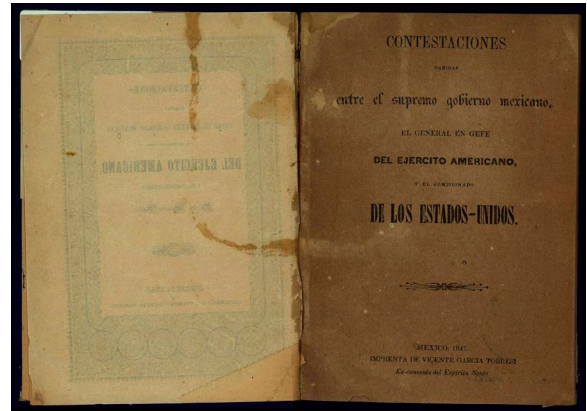 CONTESTACIONES
HABIDAS
entre el supremo gobierno mexicano,
EL GENERAL EN GEFE
DEL EJERCITO AMERICANO,
Y EL COMISIONADO
DE LOS ESTADOS-UNIDOS.
MEXICO: 1847.
IMPRENTA DE VICENTE GARCIA TORRES
Ex-convento del Espíritu Santo